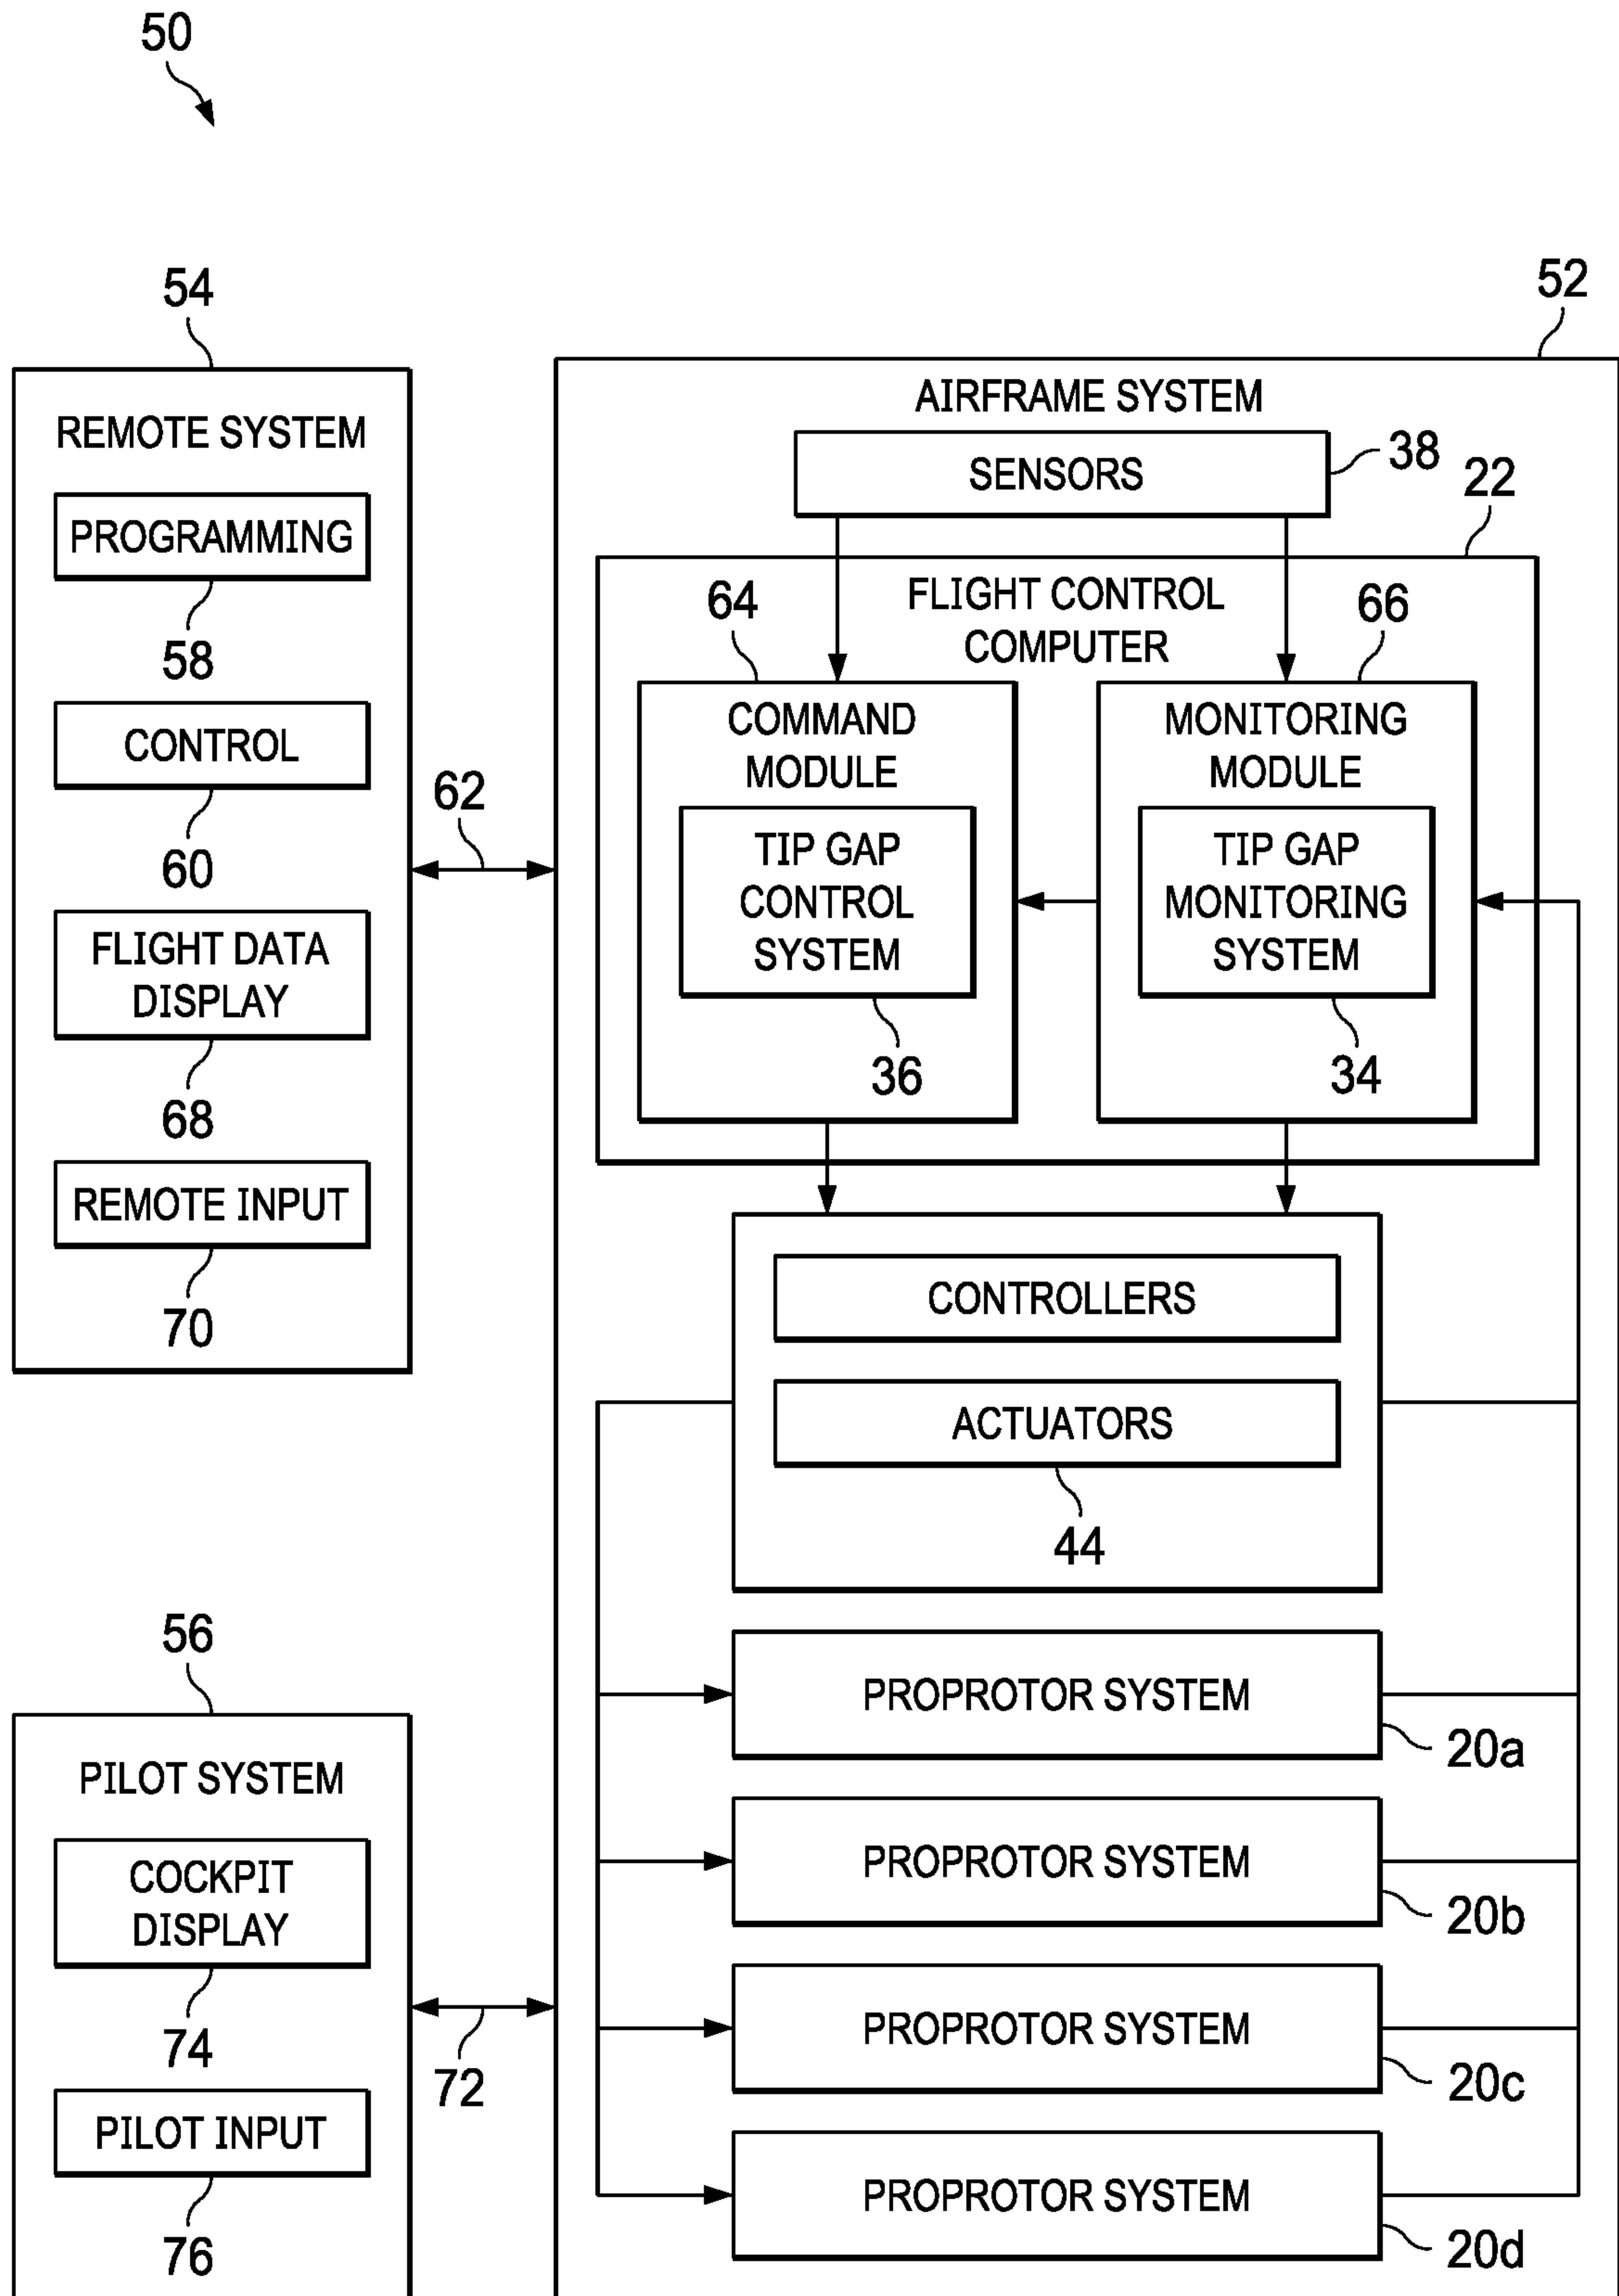 50
54
REMOTE SYSTEM
PROGRAMMING
58
CONTROL
60
FLIGHT DATA
DISPLAY
68
REMOTE INPUT
70
62
56
PILOT SYSTEM
COCKPIT
DISPLAY
74
PILOT INPUT
76
72
52
AIRFRAME SYSTEM
SENSORS
38
22
FLIGHT CONTROL
COMPUTER
64
COMMAND
MODULE
TIP GAP
CONTROL
SYSTEM
36
66
MONITORING
MODULE
TIP GAP
MONITORING
SYSTEM
34
CONTROLLERS
ACTUATORS
44
PROPROTOR SYSTEM
20a
PROPROTOR SYSTEM
20b
PROPROTOR SYSTEM
20c
PROPROTOR SYSTEM
20d